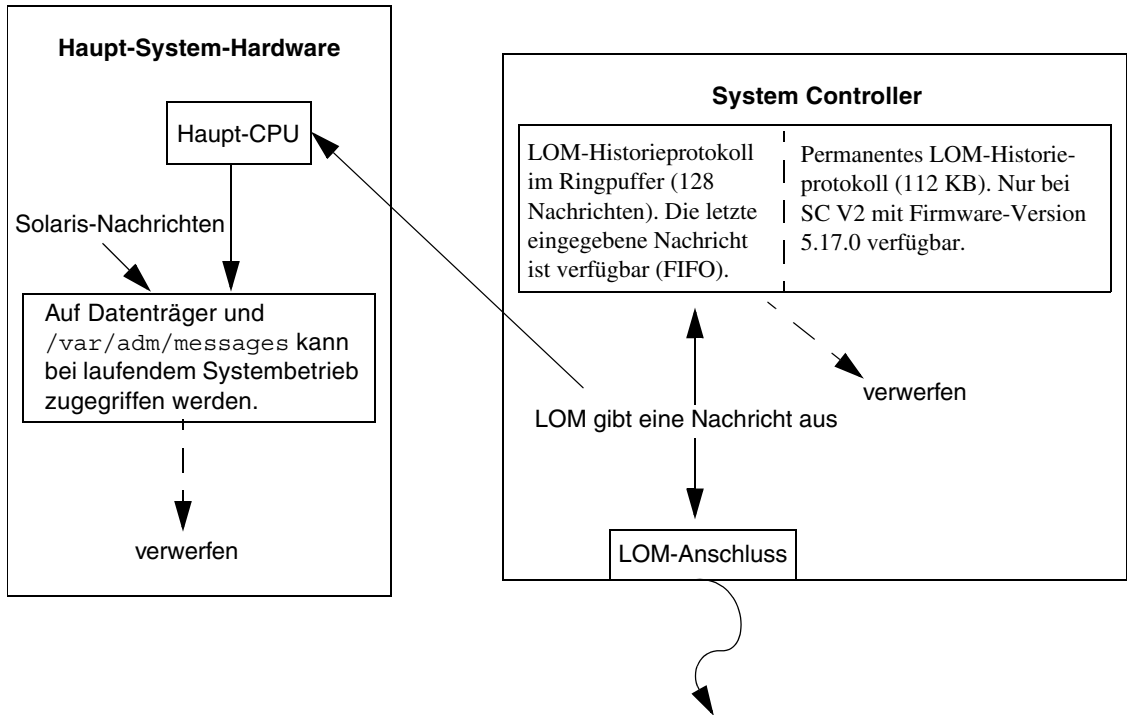 Haupt-System-Hardware
Haupt-CPU
Solaris-Nachrichten
Auf Datenträger und
/var/adm/messages kann
bei laufendem Systembetrieb
zugegriffen werden.
verwerfen
System Controller
LOM-Historieprotokoll
im Ringpuffer (128
Nachrichten). Die letzte
eingegebene Nachricht
ist verfügbar (FIFO).
Permanentes LOM-Historie-
protokoll (112 KB). Nur bei
SC V2 mit Firmware-Version
5.17.0 verfügbar.
verwerfen
LOM gibt eine Nachricht aus
LOM-Anschluss